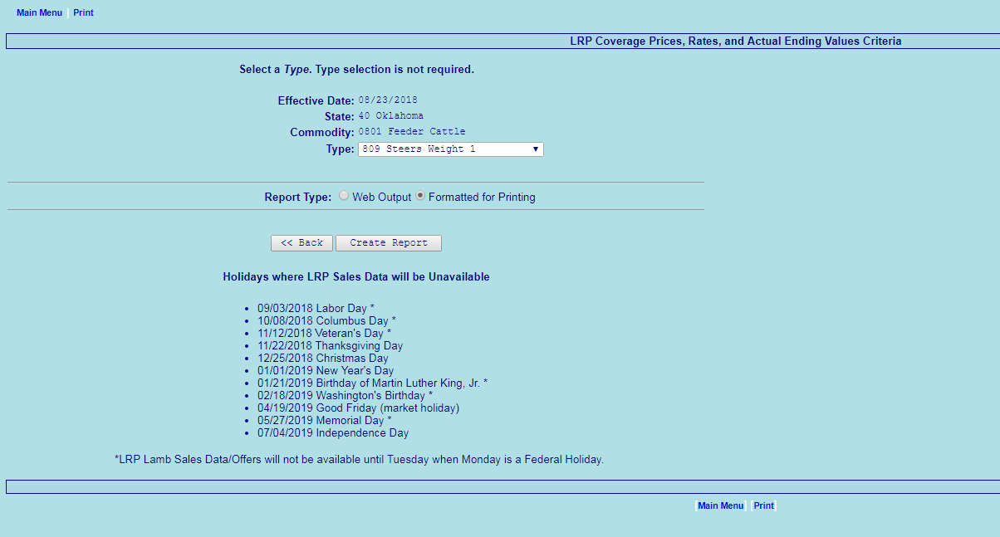 Main Menu | Print
LRP Coverage Prices, Rates, and Actual Ending Values Criteria
Select a Type. Type selection is not required.
Effective Date: 08/23/2018
State: 40 Oklahoma
Commodity: 0801 Feeder Cattle
Type: 809 Steers Weight 1
Report Type: Web Output Formatted for Printing
<< Back Create Report
Holidays where LRP Sales Data will be Unavailable
• 09/03/2018 Labor Day *
• 10/08/2018 Columbus Day *
• 11/12/2018 Veteran's Day *
• 11/22/2018 Thanksgiving Day
• 12/25/2018 Christmas Day
• 01/01/2019 New Year's Day
• 01/21/2019 Birthday of Martin Luther King, Jr. *
• 02/18/2019 Washington's Birthday *
• 04/19/2019 Good Friday (market holiday)
• 05/27/2019 Memorial Day *
• 07/04/2019 Independence Day
*LRP Lamb Sales Data/Offers will not be available until Tuesday when Monday is a Federal Holiday.
[Main Menu] [Print]